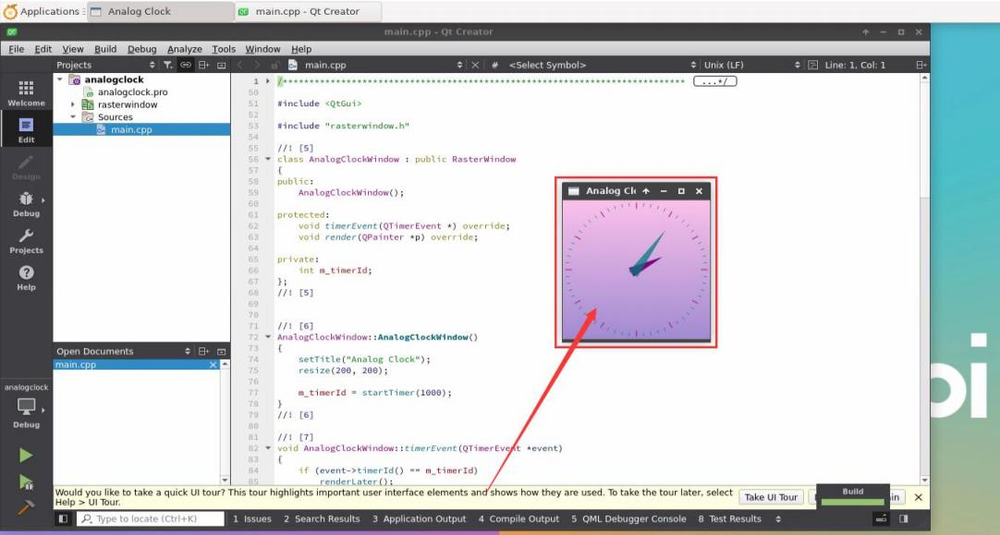 Applications
Analog Clock
main.cpp - Qt Creator
main.cpp - Qt Creator
File Edit View Build Debug Analyze Tools Window Help
Projects
main.cpp
# <Select Symbol>
Unix (LF)
Line: 1, Col: 1
Welcome
Edit
Design
Debug
Projects
Help
analogclock
Debug
analogclock
analogclock.pro
rasterwindow
Sources
main.cpp
Open Documents
main.cpp
1 /**************************************************************************** ...*/
50
51 #include <QtGui>
52
53 #include "rasterwindow.h"
54
55 //! [5]
56 class AnalogClockWindow : public RasterWindow
57 {
58 public:
59 AnalogClockWindow();
60
61 protected:
62 void timerEvent(QTimerEvent *) override;
63 void render(QPainter *p) override;
64
65 private:
66 int m_timerId;
67 };
68 //! [5]
69
70
71 //! [6]
72 AnalogClockWindow::AnalogClockWindow()
73 {
74 setTitle("Analog Clock");
75 resize(200, 200);
76
77 m_timerId = startTimer(1000);
78 }
79 //! [6]
80
81 //! [7]
82 void AnalogClockWindow::timerEvent(QTimerEvent *event)
83 {
84 if (event->timerId() == m_timerId)
85 renderLater();
Analog Cl
pi
Would you like to take a quick UI tour? This tour highlights important user interface elements and shows how they are used. To take the tour later, select
Help > UI Tour.
Take UI Tour
Build
in
Type to locate (Ctrl+K)
1 Issues 2 Search Results 3 Application Output 4 Compile Output 5 QML Debugger Console 8 Test Results